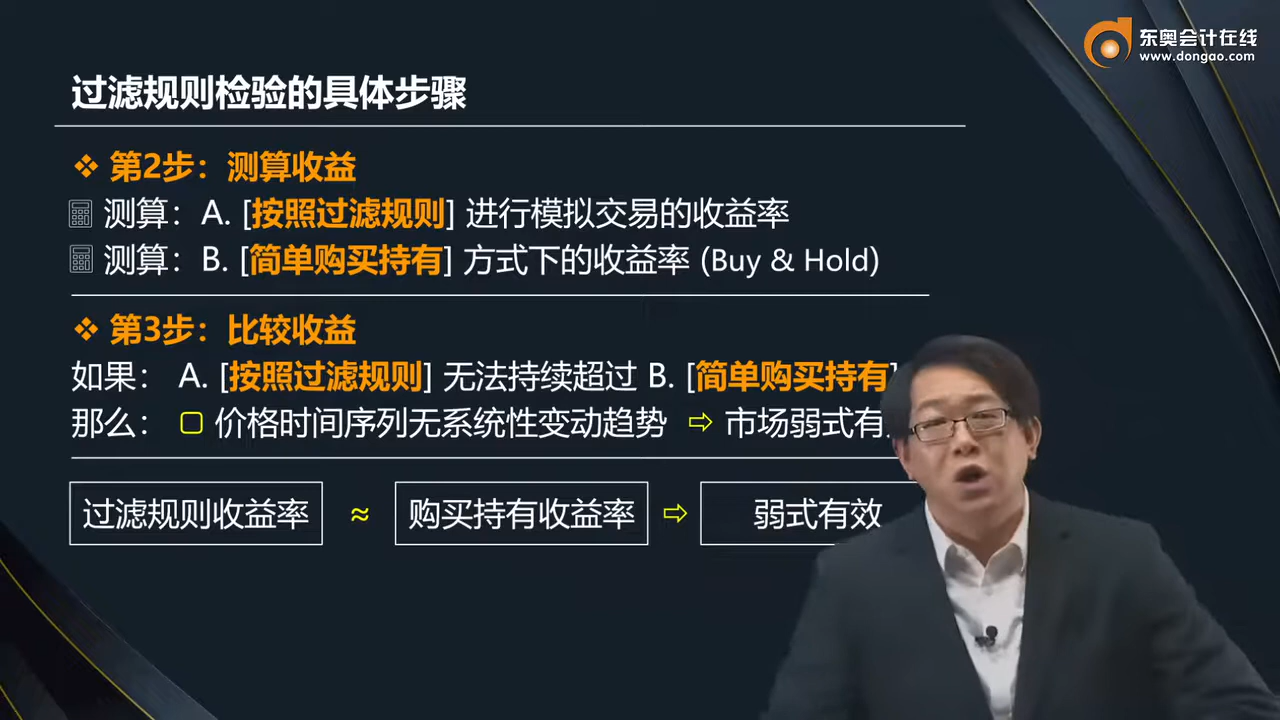 东奥会计在线
www.dongao.com
过滤规则检验的具体步骤
❖ 第2步：测算收益
测算：A. [按照过滤规则] 进行模拟交易的收益率
测算：B. [简单购买持有] 方式下的收益率 (Buy & Hold)
❖ 第3步：比较收益
如果： A. [按照过滤规则] 无法持续超过 B. [简单购买持有]
那么： ▢ 价格时间序列无系统性变动趋势 ⇨ 市场弱式有
过滤规则收益率 ≈ 购买持有收益率 ⇨ 弱式有效